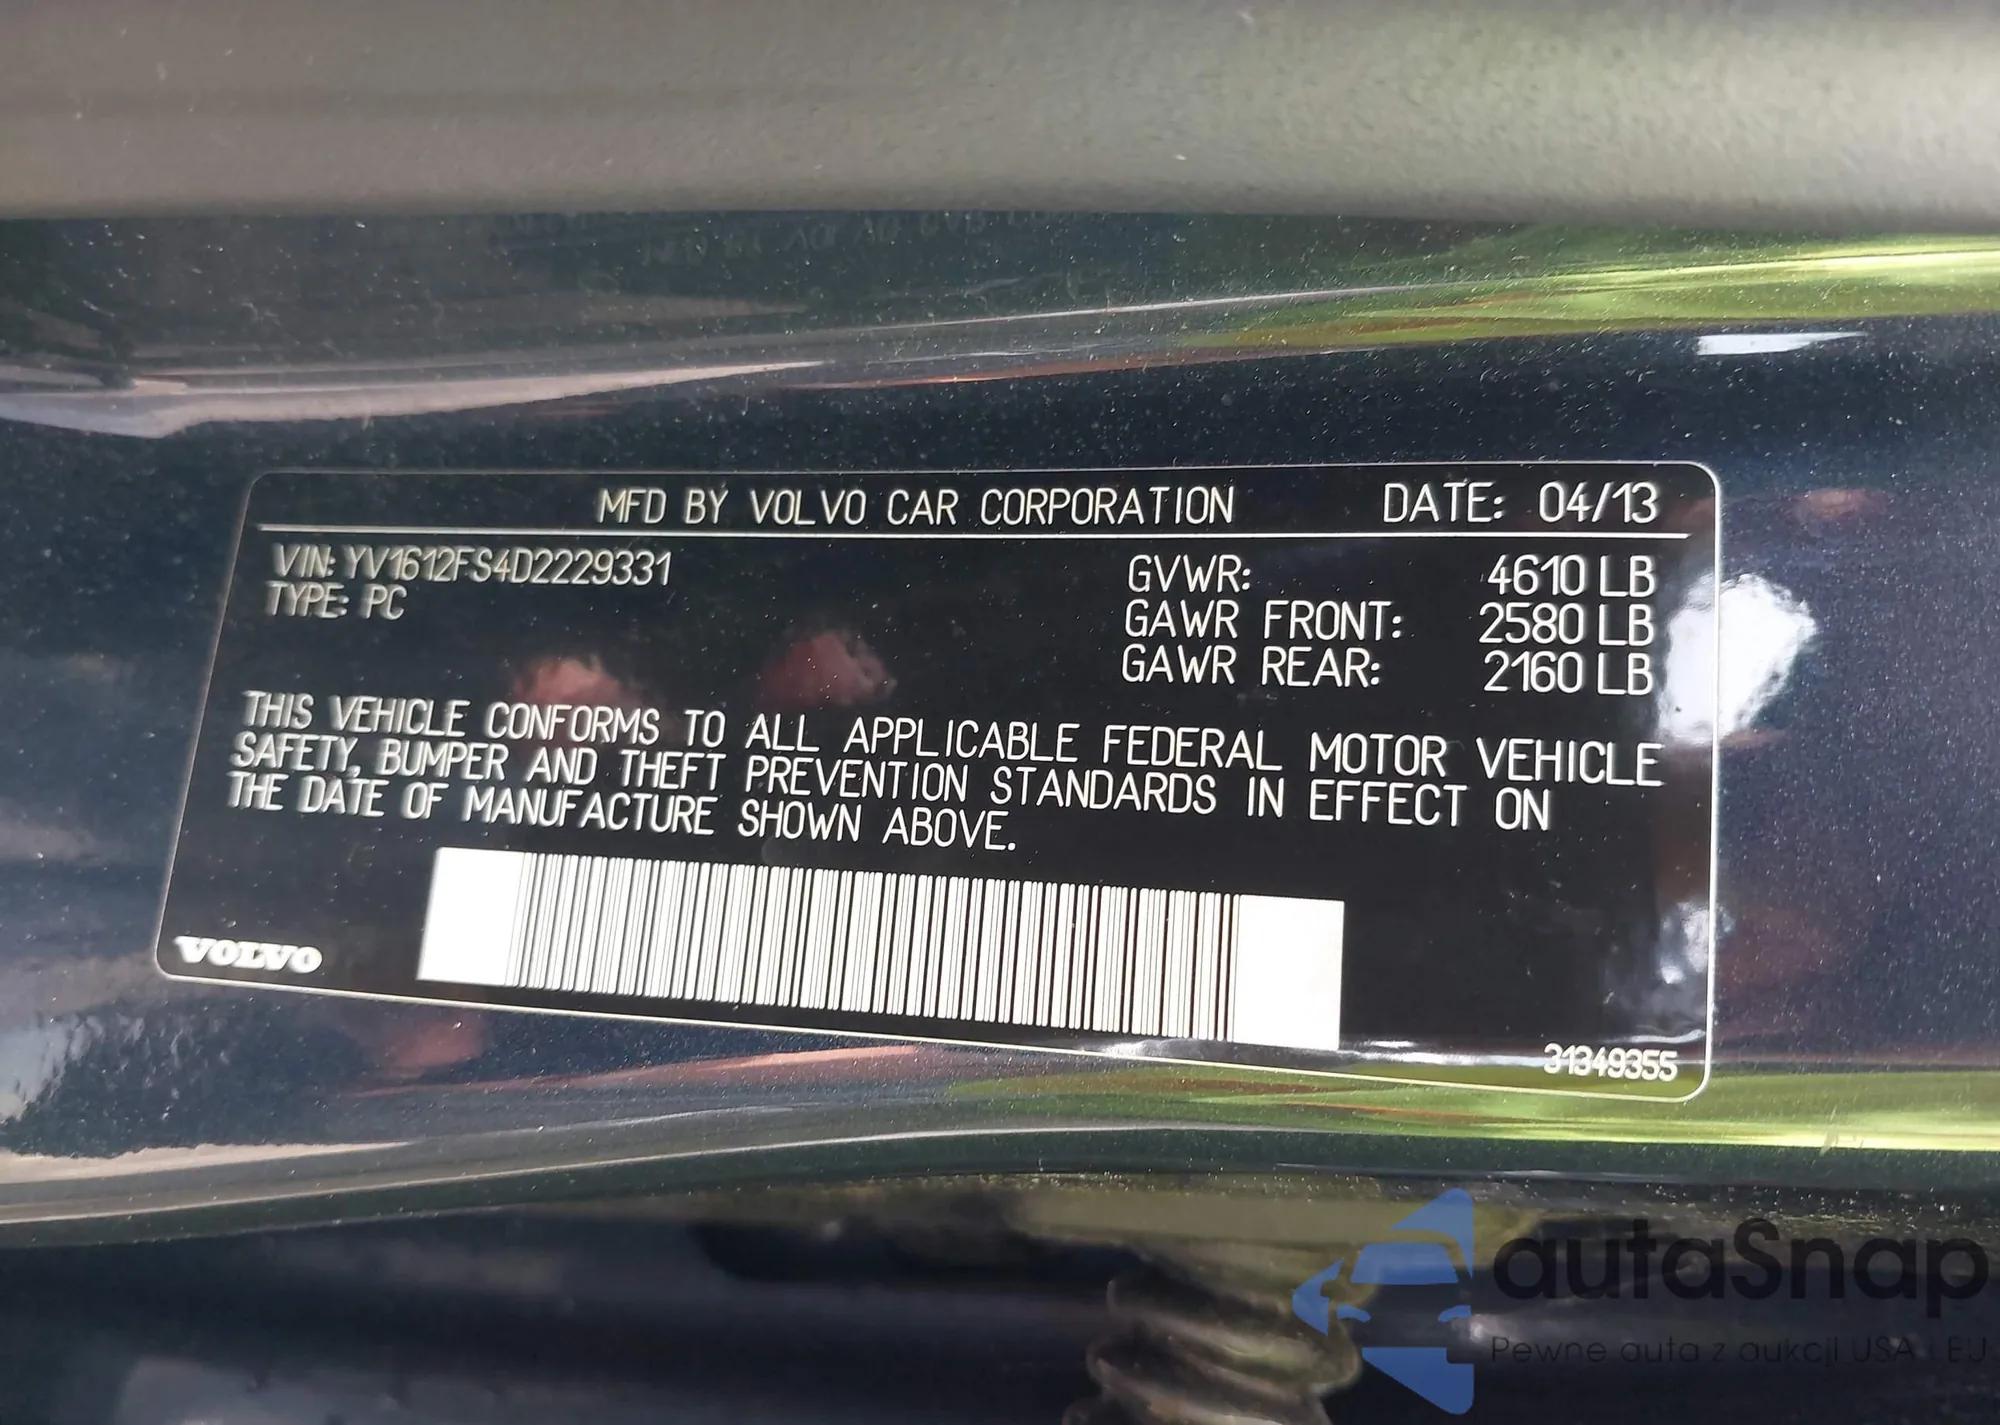 MFD BY VOLVO CAR CORPORATION DATE: 04/13
VIN: YV1612FS4D2229331
TYPE: PC
GVWR: 4610 LB
GAWR FRONT: 2580 LB
GAWR REAR: 2160 LB
THIS VEHICLE CONFORMS TO ALL APPLICABLE FEDERAL MOTOR VEHICLE
SAFETY, BUMPER AND THEFT PREVENTION STANDARDS IN EFFECT ON
THE DATE OF MANUFACTURE SHOWN ABOVE.
VOLVO
31349355
autaSnap
Pewne auta z aukcji USA i EU